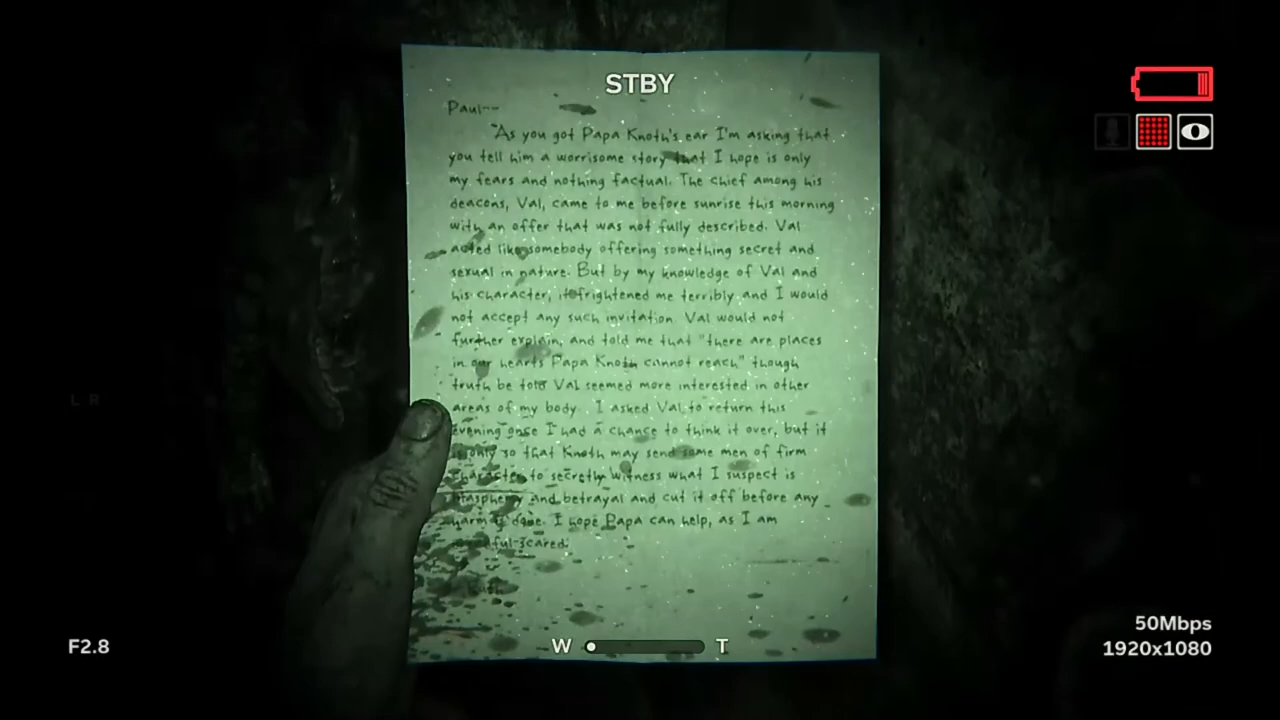 STBY
Paul--
As you got Papa Knoth's ear I'm asking that
you tell him a worrisome story that I hope is only
my fears and nothing factual. The chief among his
deacons, Val, came to me before sunrise this morning
with an offer that was not fully described. Val
acted like somebody offering something secret and
sexual in nature. But by my knowledge of Val and
his character, it frightened me terribly and I would
not accept any such invitation. Val would not
further explain, and told me that "there are places
in our hearts Papa Knoth cannot reach" though
truth be told Val seemed more interested in other
areas of my body. I asked Val to return this
evening once I had a chance to think it over, but it
is only so that Knoth may send some men of firm
character to secretly witness what I suspect is
blasphemy and betrayal and cut it off before any
harm is done. I hope Papa can help, as I am
scared.
L R
F2.8
W T
50Mbps
1920x1080